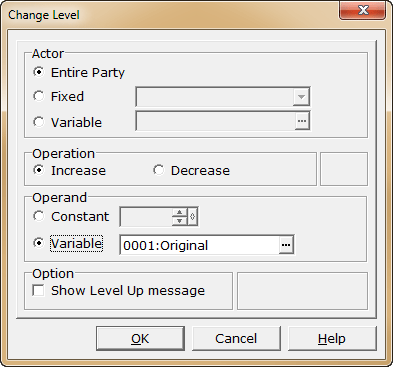 Change Level
Actor
Entire Party
Fixed
Variable ...
Operation
Increase Decrease
Operand
Constant
Variable 0001:Original ...
Option
Show Level Up message
OK Cancel Help